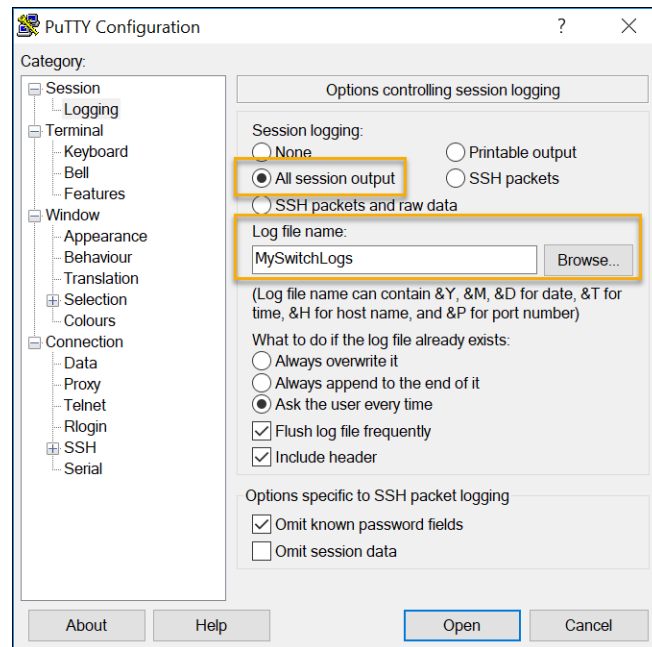 PuTTY Configuration
?
Category:
Session
Logging
Terminal
Keyboard
Bell
Features
Window
Appearance
Behaviour
Translation
Selection
Colours
Connection
Data
Proxy
Telnet
Rlogin
SSH
Serial
Options controlling session logging
Session logging:
None
Printable output
All session output
SSH packets
SSH packets and raw data
Log file name:
MySwitchLogs
Browse...
(Log file name can contain &Y, &M, &D for date, &T for
time, &H for host name, and &P for port number)
What to do if the log file already exists:
Always overwrite it
Always append to the end of it
Ask the user every time
Flush log file frequently
Include header
Options specific to SSH packet logging
Omit known password fields
Omit session data
About
Help
Open
Cancel